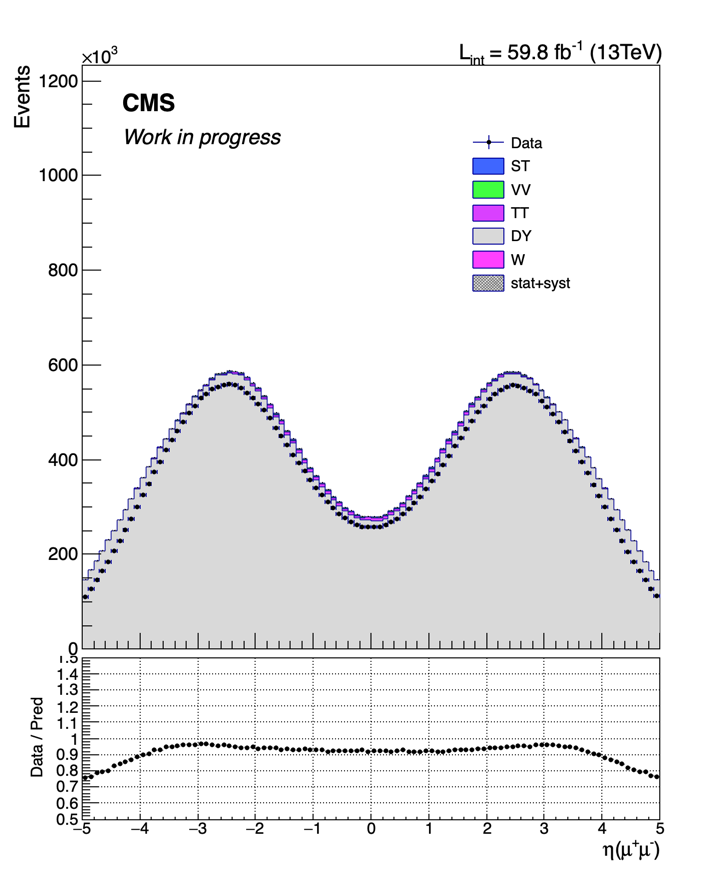 ×10³
L_int = 59.8 fb⁻¹ (13TeV)
Events
1200
1000
800
600
400
200
0
CMS
Work in progress
Data
ST
VV
TT
DY
W
stat+syst
Data / Pred
1.5
1.4
1.3
1.2
1.1
1
0.9
0.8
0.7
0.6
0.5
−5 −4 −3 −2 −1 0 1 2 3 4 5
η(μ⁺μ⁻)